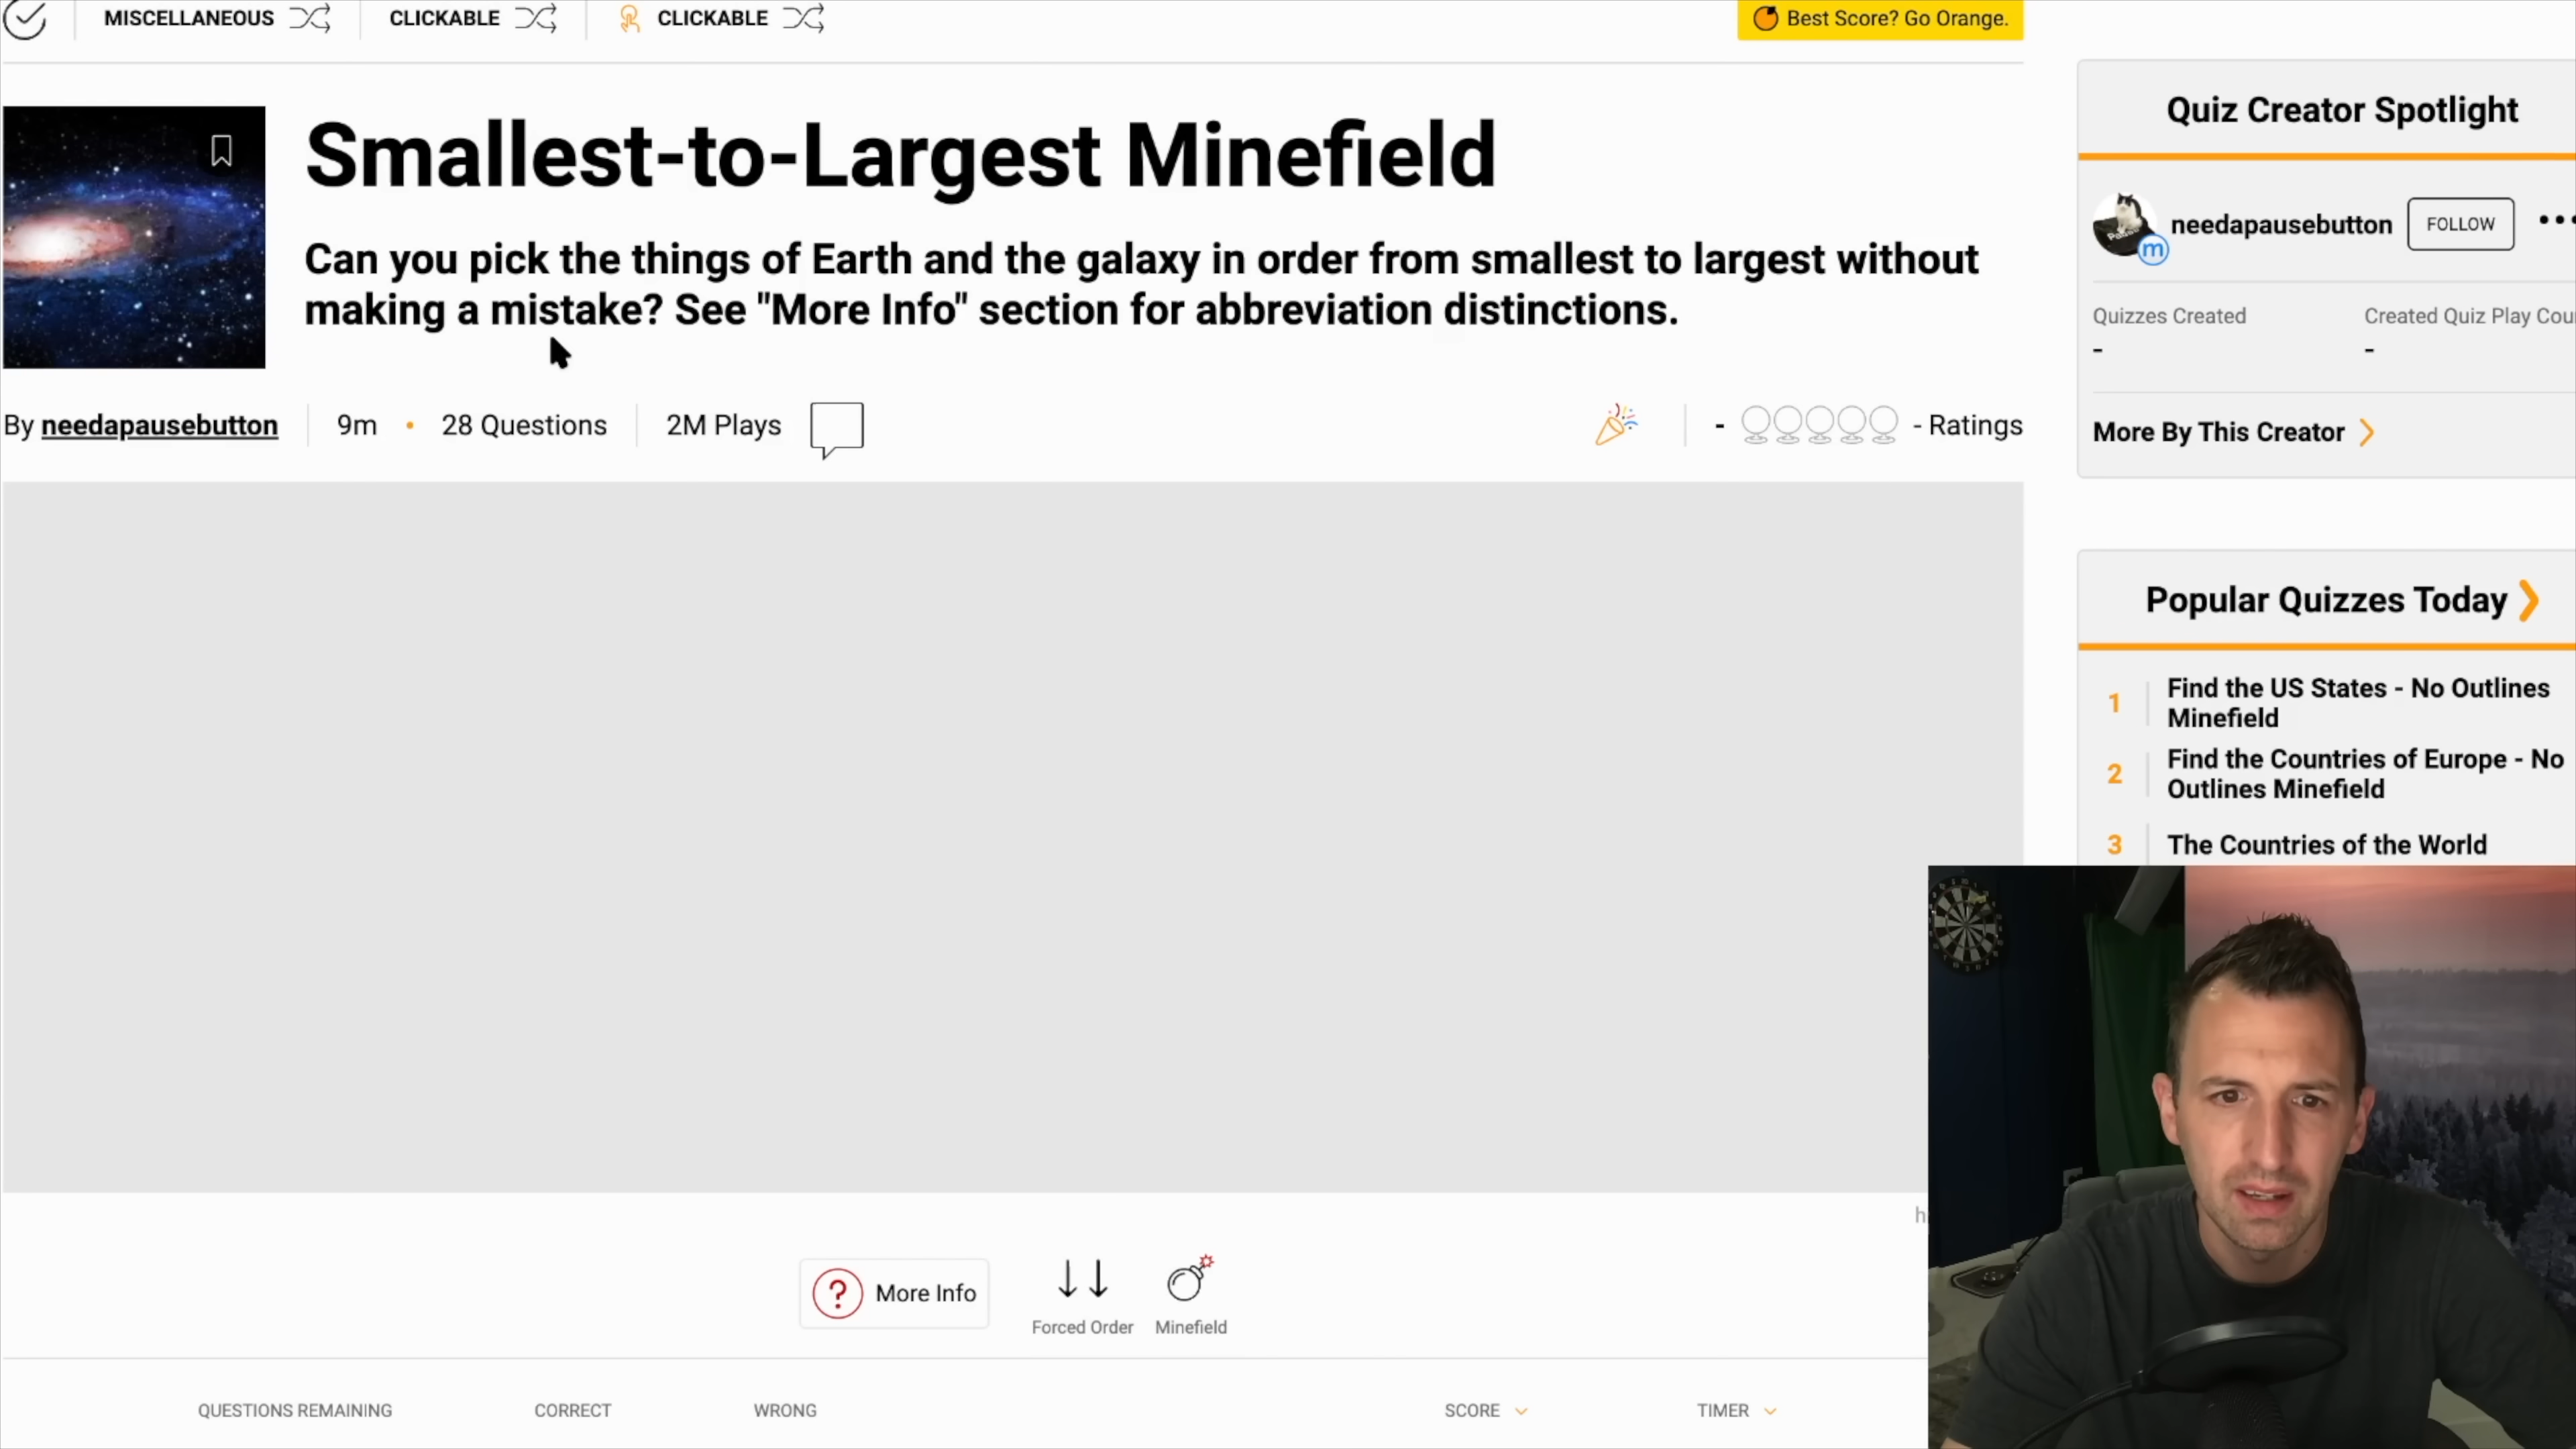 MISCELLANEOUS
CLICKABLE
CLICKABLE
Best Score? Go Orange.
Smallest-to-Largest Minefield
Can you pick the things of Earth and the galaxy in order from smallest to largest without
making a mistake? See "More Info" section for abbreviation distinctions.
By needapausebutton
9m • 28 Questions
2M Plays
- - Ratings
Quiz Creator Spotlight
needapausebutton
m
FOLLOW
Quizzes Created
Created Quiz Play
-
-
More By This Creator
Popular Quizzes Today
1
Find the US States - No Outlines
Minefield
2
Find the Countries of Europe - No
Outlines Minefield
3
The Countries of the World
? More Info
Forced Order
Minefield
QUESTIONS REMAINING
CORRECT
WRONG
SCORE
TIMER